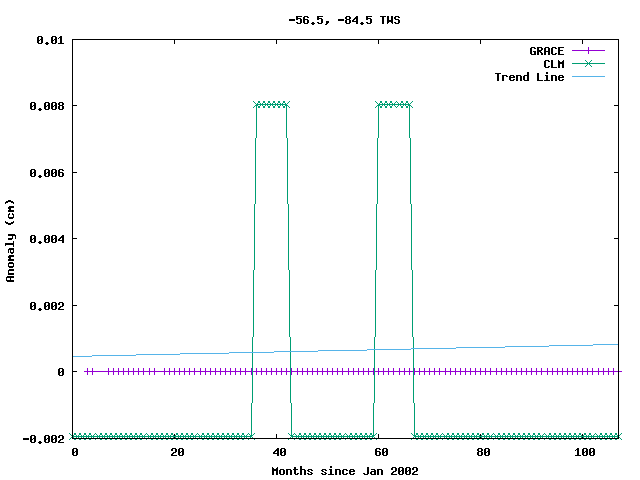 -56.5, -84.5 TWS
0.01
0.008
0.006
0.004
0.002
0
-0.002
Anomaly (cm)
GRACE
CLM
Trend Line
0 20 40 60 80 100
Months since Jan 2002